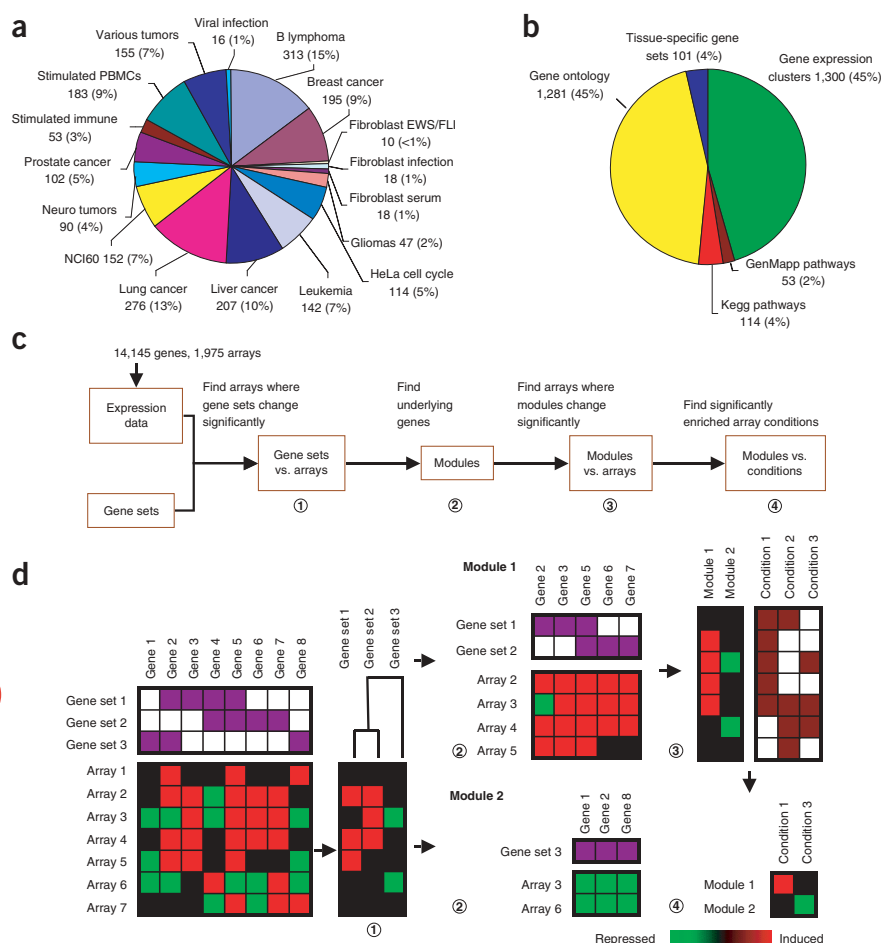 a
Viral infection
16 (1%)
B lymphoma
313 (15%)
Various tumors
155 (7%)
Breast cancer
195 (9%)
Stimulated PBMCs
183 (9%)
Fibroblast EWS/FLI
10 (<1%)
Stimulated immune
53 (3%)
Fibroblast infection
18 (1%)
Prostate cancer
102 (5%)
Fibroblast serum
18 (1%)
Neuro tumors
90 (4%)
Gliomas 47 (2%)
NCI60 152 (7%)
HeLa cell cycle
114 (5%)
Lung cancer
276 (13%)
Liver cancer
207 (10%)
Leukemia
142 (7%)
b
Tissue-specific gene
sets 101 (4%)
Gene expression
clusters 1,300 (45%)
Gene ontology
1,281 (45%)
GenMapp pathways
53 (2%)
Kegg pathways
114 (4%)
c
14,145 genes, 1,975 arrays
Expression
data
Gene sets
Find arrays where
gene sets change
significantly
Gene sets
vs. arrays
①
Find
underlying
genes
Modules
②
Find arrays where
modules change
significantly
Modules
vs. arrays
③
Find significantly
enriched array conditions
Modules vs.
conditions
④
d
Gene 1
Gene 2
Gene 3
Gene 4
Gene 5
Gene 6
Gene 7
Gene 8
Gene set 1
Gene set 2
Gene set 3
Array 1
Array 2
Array 3
Array 4
Array 5
Array 6
Array 7
Gene set 1
Gene set 2
Gene set 3
①
Module 1
Gene 2
Gene 3
Gene 5
Gene 6
Gene 7
Gene set 1
Gene set 2
Array 2
Array 3
Array 4
Array 5
②
Module 2
Gene 1
Gene 2
Gene 8
Gene set 3
Array 3
Array 6
②
Module 1
Module 2
Condition 1
Condition 2
Condition 3
③
Condition 1
Condition 3
Module 1
Module 2
④
Repressed
Induced